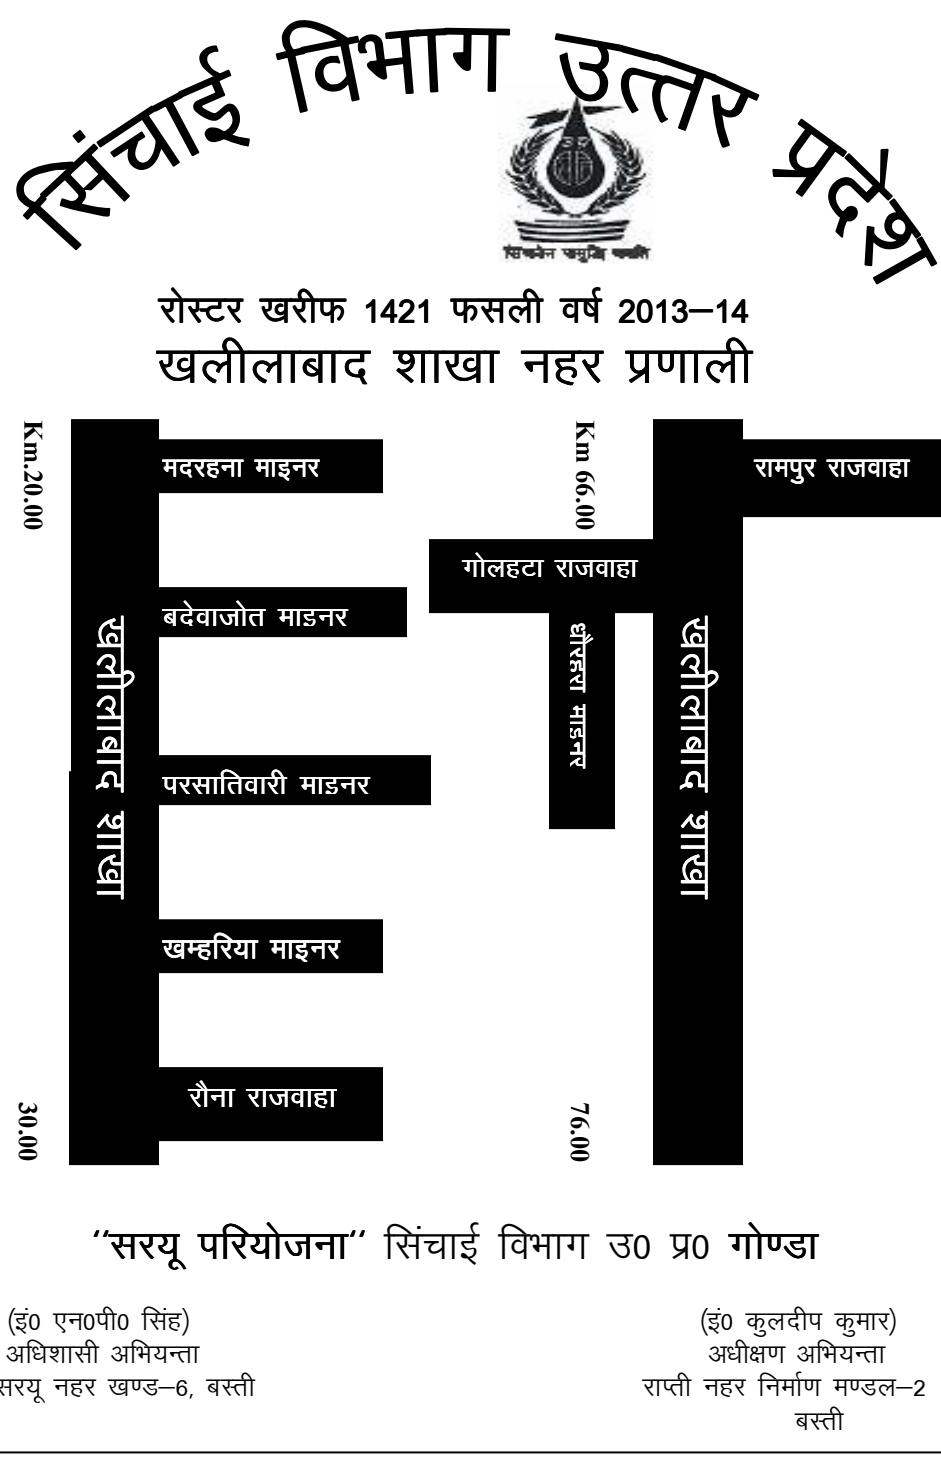 सिंचाई विभाग उत्तर प्रदेश
रोस्टर खरीफ 1421 फसली वर्ष 2013–14
खलीलाबाद शाखा नहर प्रणाली
Km.20.00
खलीलाबाद शाखा
मदरहना माइनर
बदेवाजोत माइनर
परसातिवारी माइनर
खम्हरिया माइनर
रौना राजवाहा
30.00
Km 66.00
खलीलाबाद शाखा
रामपुर राजवाहा
गोलहटा राजवाहा
धौरहरा माइनर
76.00
‘‘सरयू परियोजना‘‘ सिंचाई विभाग उ0 प्र0 गोण्डा
(इं0 एन0पी0 सिंह)
अधिशासी अभियन्ता
सरयू नहर खण्ड–6, बस्ती
(इं0 कुलदीप कुमार)
अधीक्षण अभियन्ता
राप्ती नहर निर्माण मण्डल–2
बस्ती